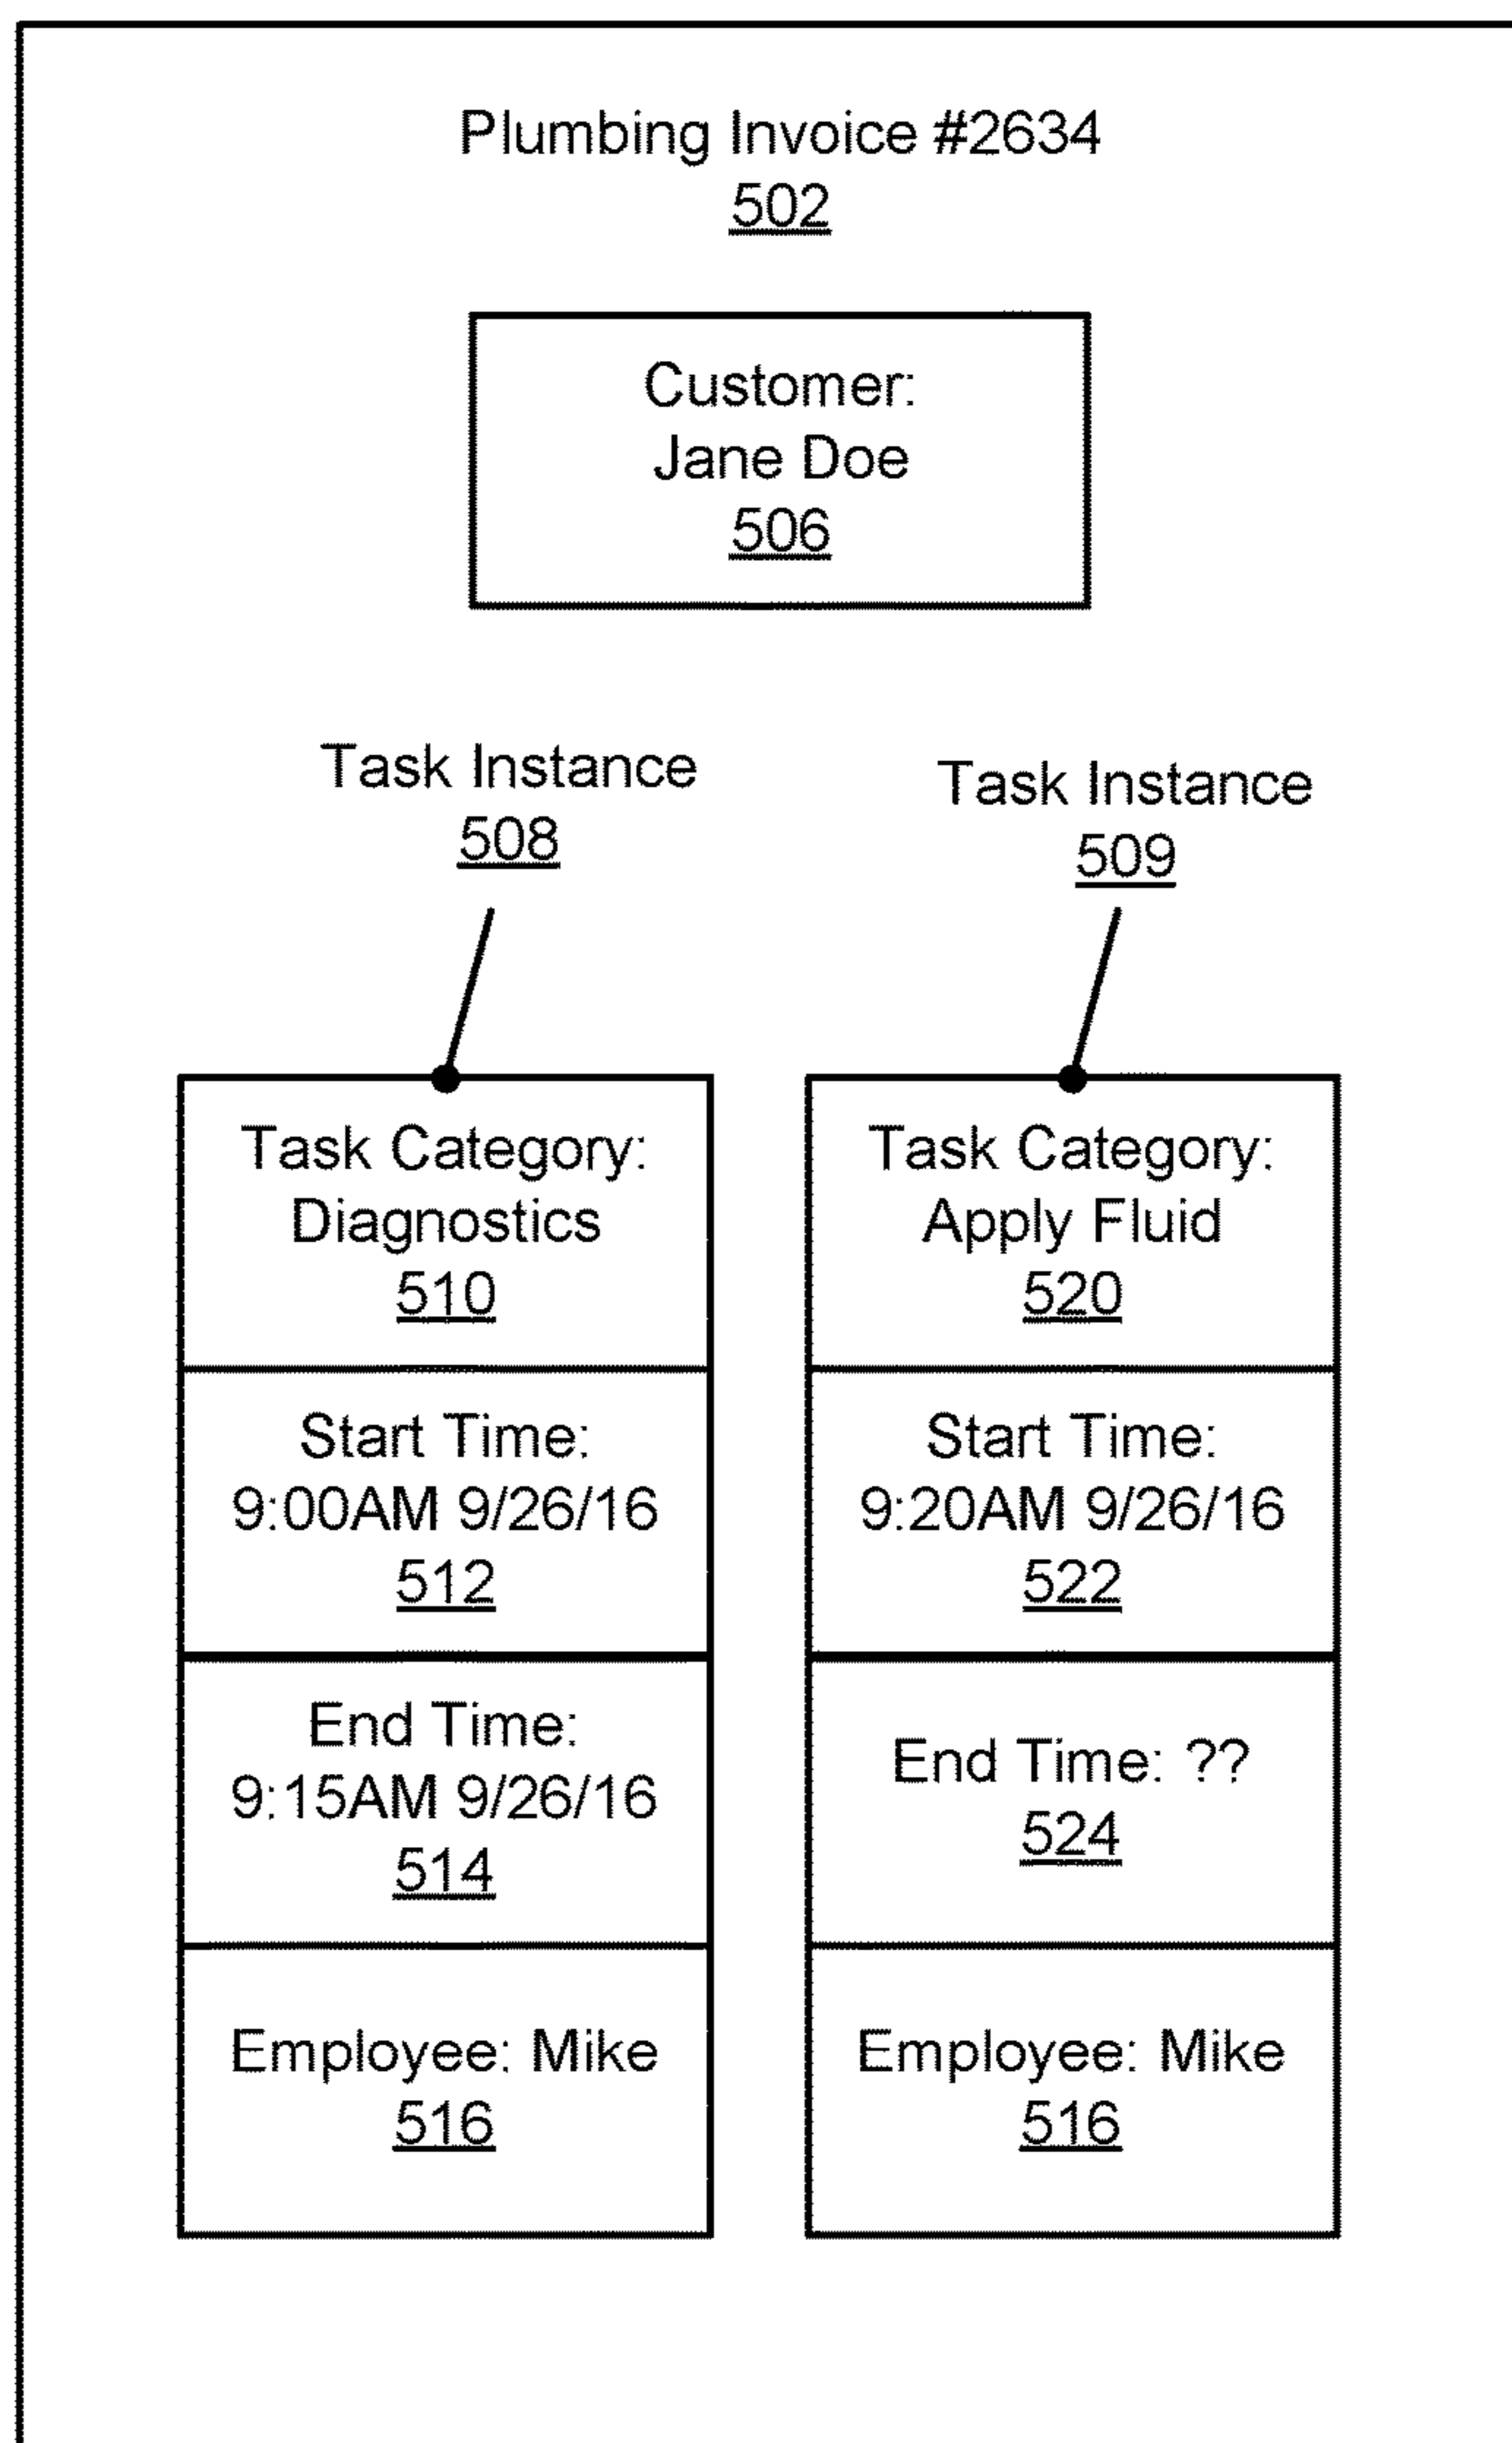 Plumbing Invoice #2634
502
Customer:
Jane Doe
506
Task Instance
508
Task Instance
509
Task Category:
Diagnostics
510
Start Time:
9:00AM 9/26/16
512
End Time:
9:15AM 9/26/16
514
Employee: Mike
516
Task Category:
Apply Fluid
520
Start Time:
9:20AM 9/26/16
522
End Time: ??
524
Employee: Mike
516